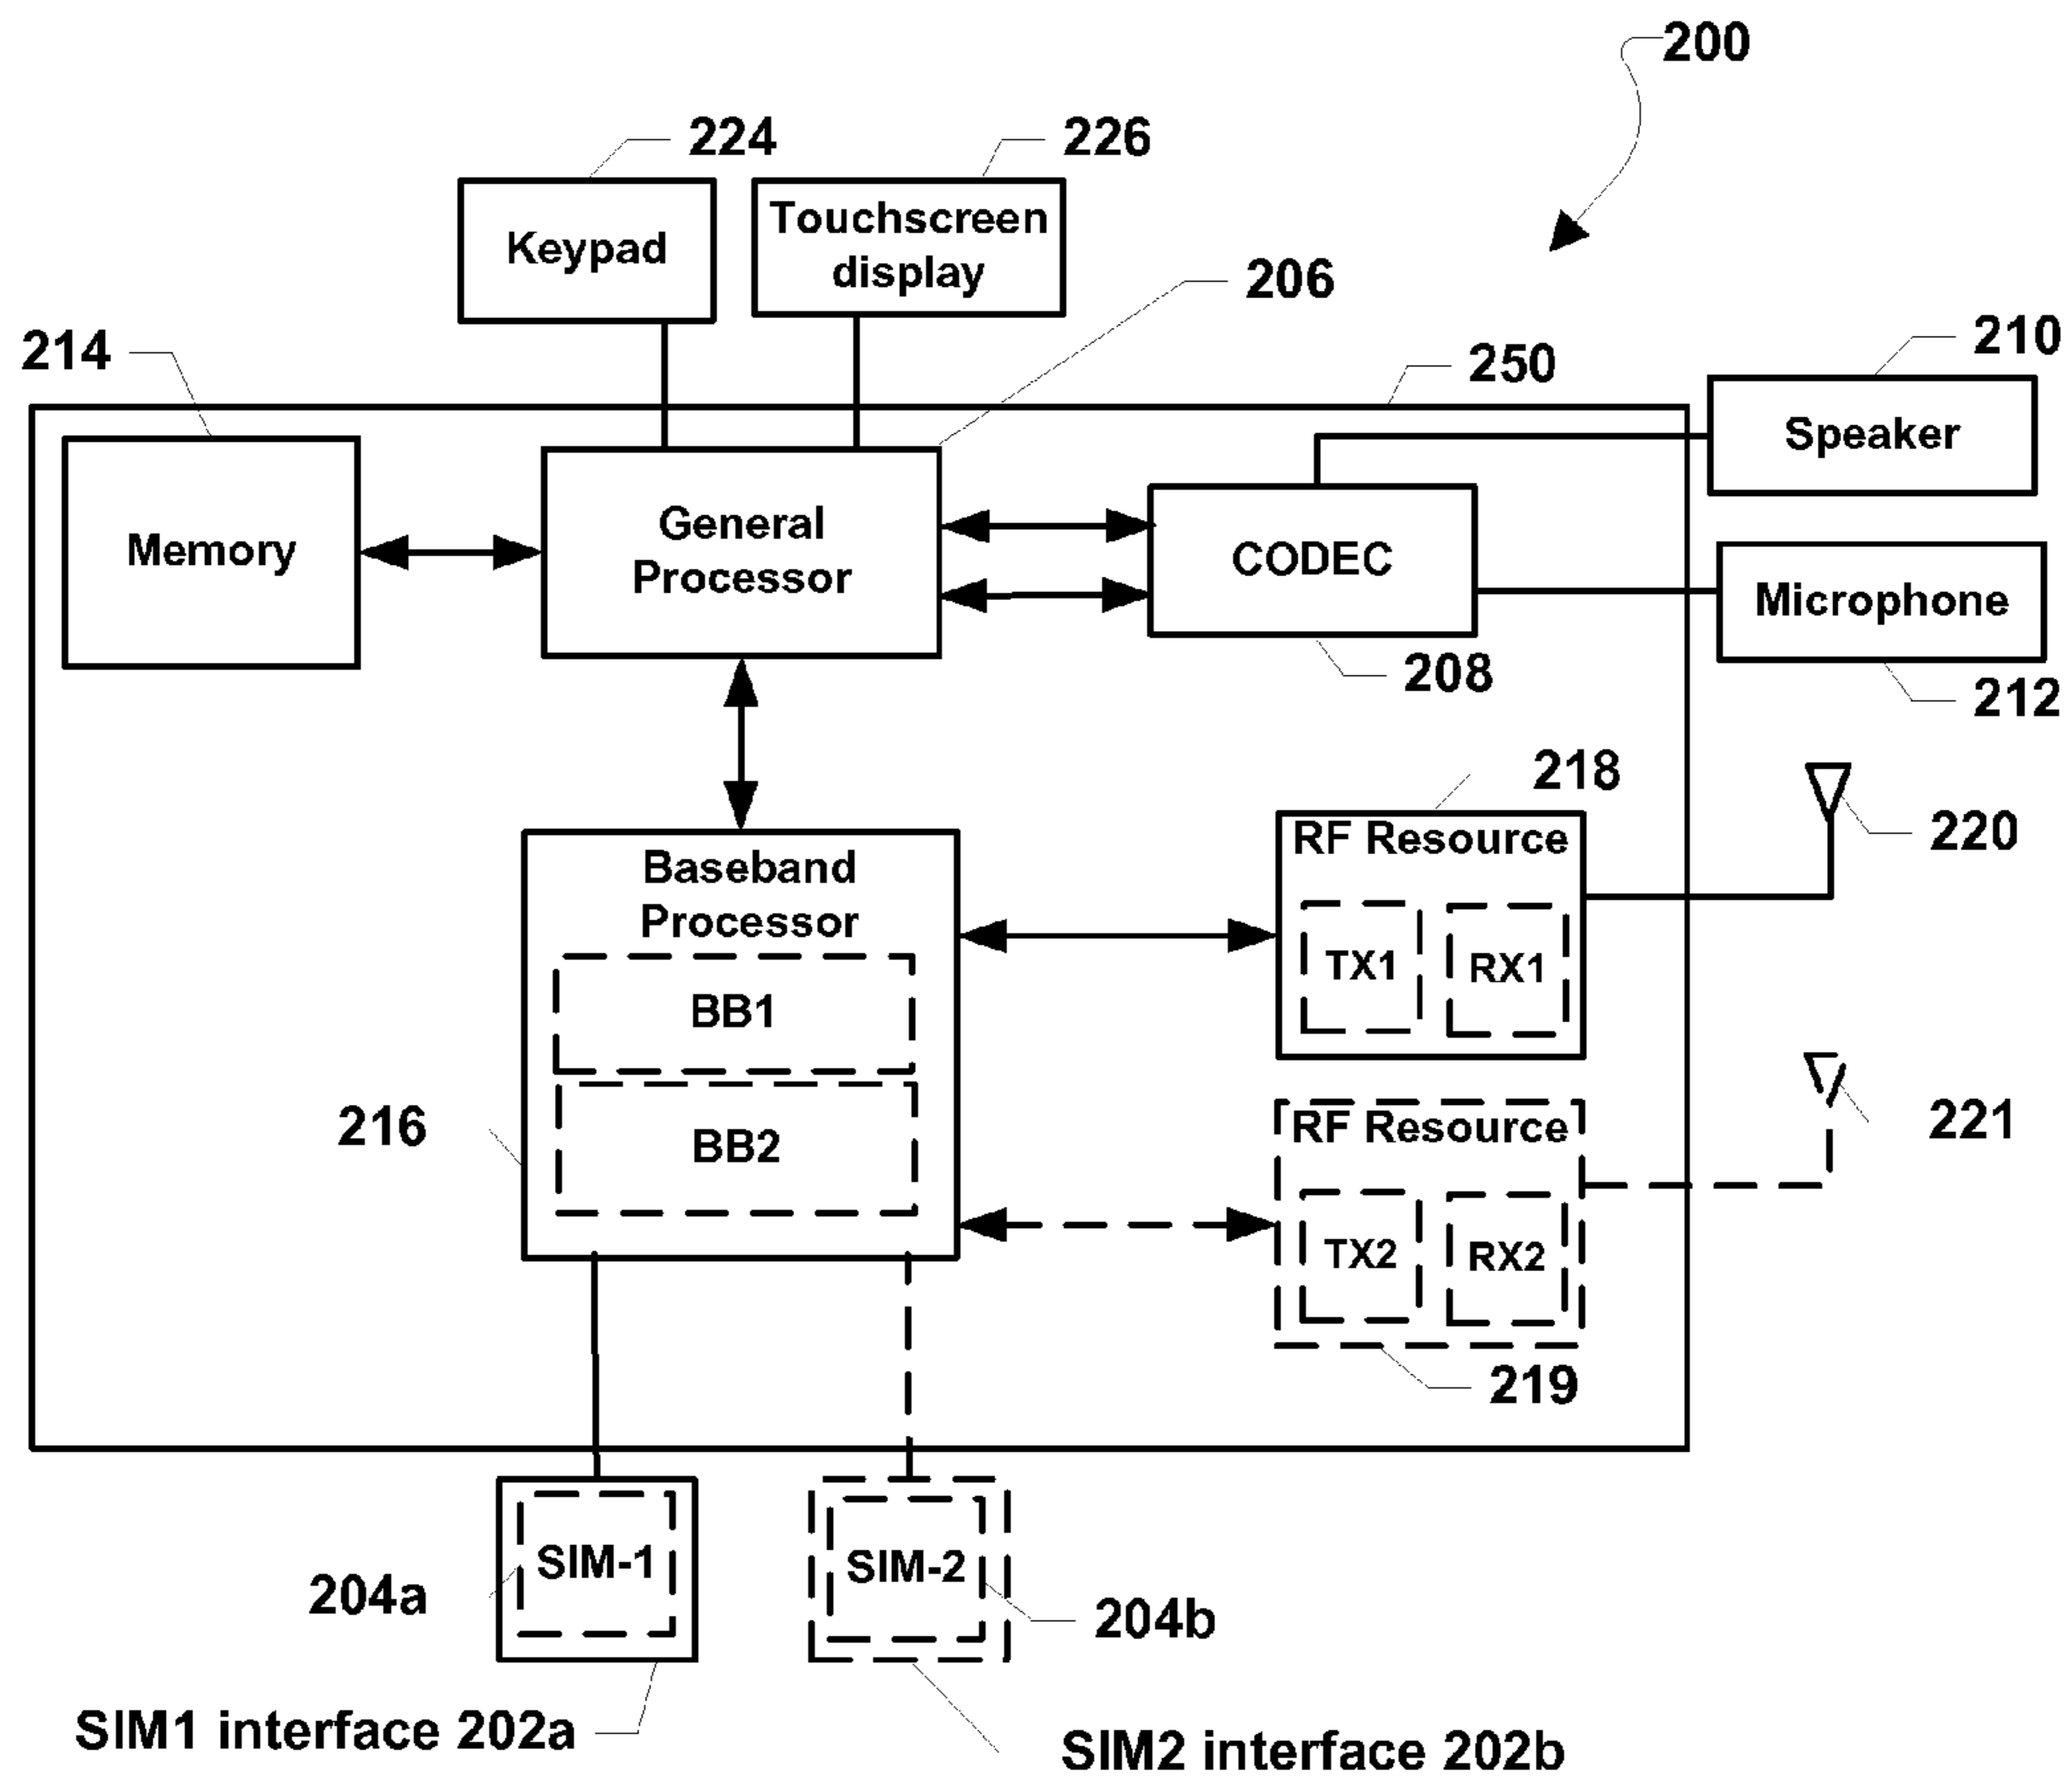 200
224
226
Keypad
Touchscreen
display
206
214
250
210
Speaker
Memory
General
Processor
CODEC
Microphone
208
212
218
220
Baseband
Processor
RF Resource
TX1
RX1
BB1
216
BB2
RF Resource
221
TX2
RX2
219
SIM-1
SIM-2
204a
204b
SIM1 interface 202a
SIM2 interface 202b